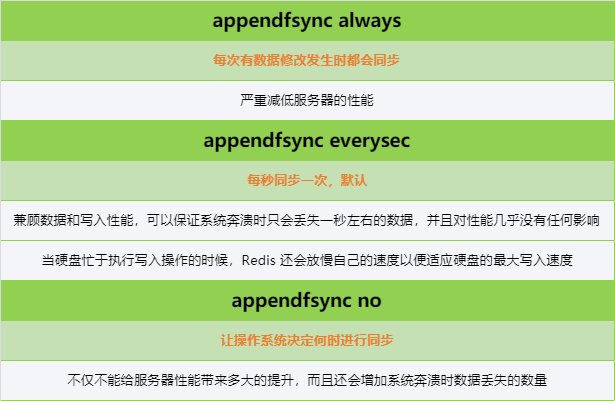 appendfsync always
每次有数据修改发生时都会同步
严重减低服务器的性能
appendfsync everysec
每秒同步一次，默认
兼顾数据和写入性能，可以保证系统奔溃时只会丢失一秒左右的数据，并且对性能几乎没有任何影响
当硬盘忙于执行写入操作的时候，Redis 还会放慢自己的速度以便适应硬盘的最大写入速度
appendfsync no
让操作系统决定何时进行同步
不仅不能给服务器性能带来多大的提升，而且还会增加系统奔溃时数据丢失的数量